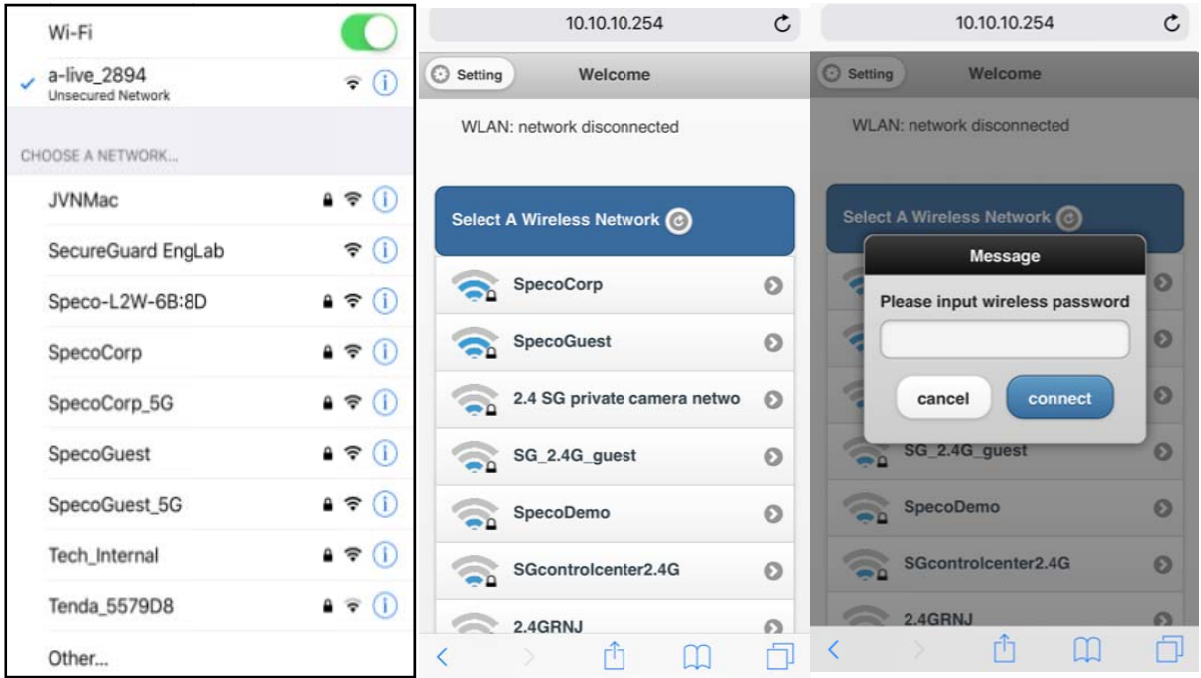 Wi-Fi
a-live_2894
Unsecured Network
CHOOSE A NETWORK...
JVNMac
SecureGuard EngLab
Speco-L2W-6B:8D
SpecoCorp
SpecoCorp_5G
SpecoGuest
SpecoGuest_5G
Tech_Internal
Tenda_5579D8
Other...
10.10.10.254
Setting
Welcome
WLAN: network disconnected
Select A Wireless Network
SpecoCorp
SpecoGuest
2.4 SG private camera netwo
SG_2.4G_guest
SpecoDemo
SGcontrolcenter2.4G
2.4GRNJ
10.10.10.254
Setting
Welcome
WLAN: network disconnected
Select A Wireless Network
Message
Please input wireless password
cancel
connect
SG_2.4G_guest
SpecoDemo
SGcontrolcenter2.4G
2.4GRNJ